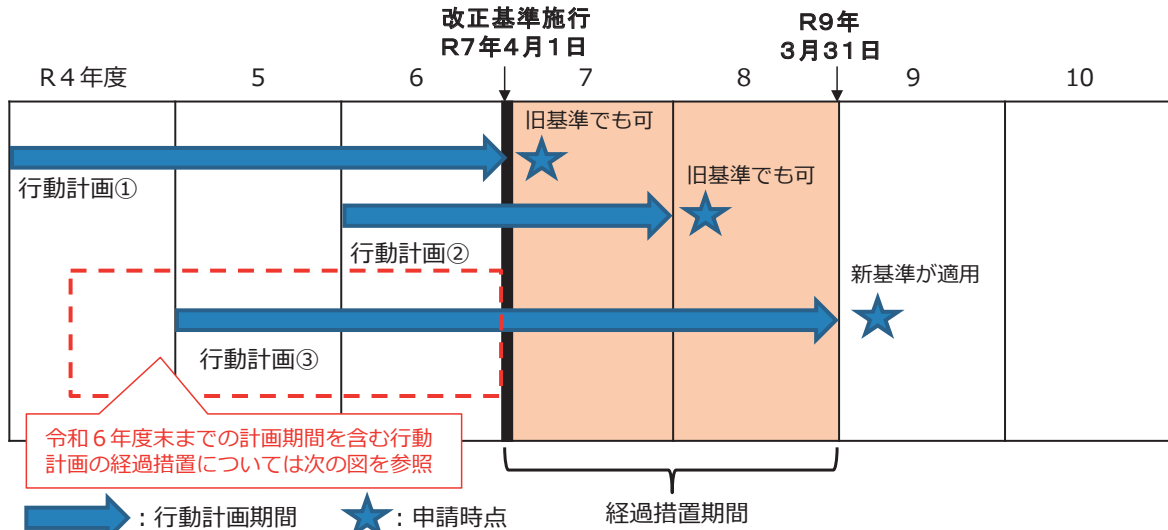 改正基準施行
R7年4月1日
R9年
3月31日
R4年度
5
6
7
8
9
10
旧基準でも可
行動計画①
旧基準でも可
行動計画②
新基準が適用
行動計画③
令和6年度末までの計画期間を含む行動
計画の経過措置については次の図を参照
：行動計画期間
：申請時点
経過措置期間